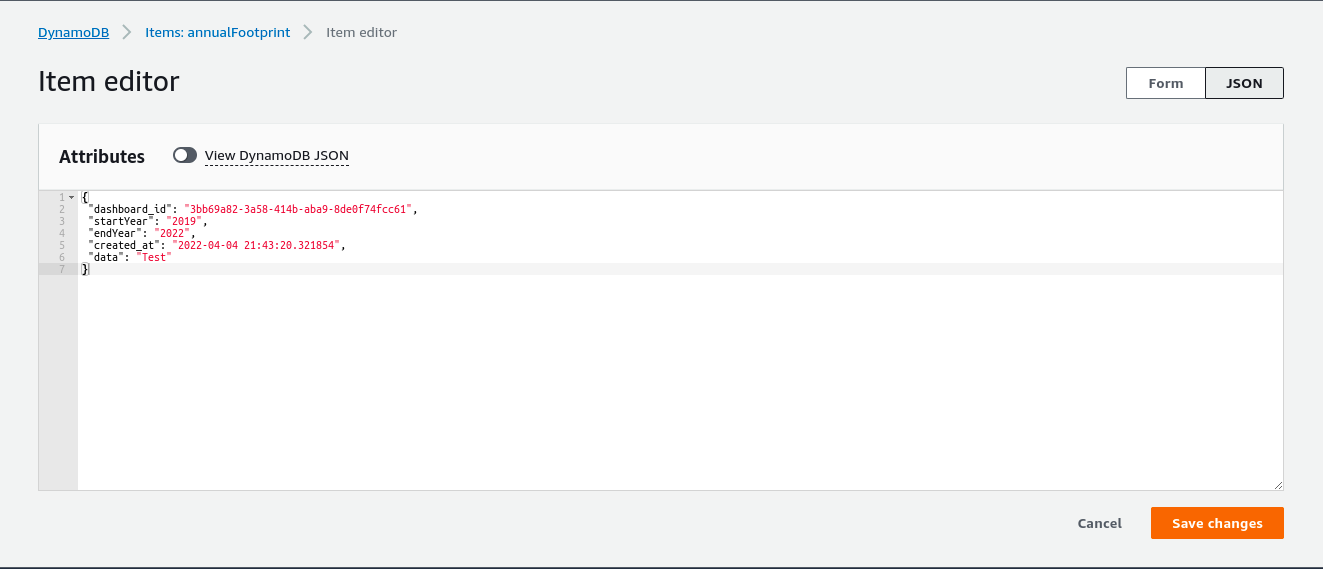 DynamoDB > Items: annualFootprint > Item editor
Item editor
Form JSON
Attributes View DynamoDB JSON
1 {
2 "dashboard_id": "3bb69a82-3a58-414b-aba9-8de0f74fcc61",
3 "startYear": "2019",
4 "endYear": "2022",
5 "created_at": "2022-04-04 21:43:20.321854",
6 "data": "Test"
7 }
Cancel Save changes